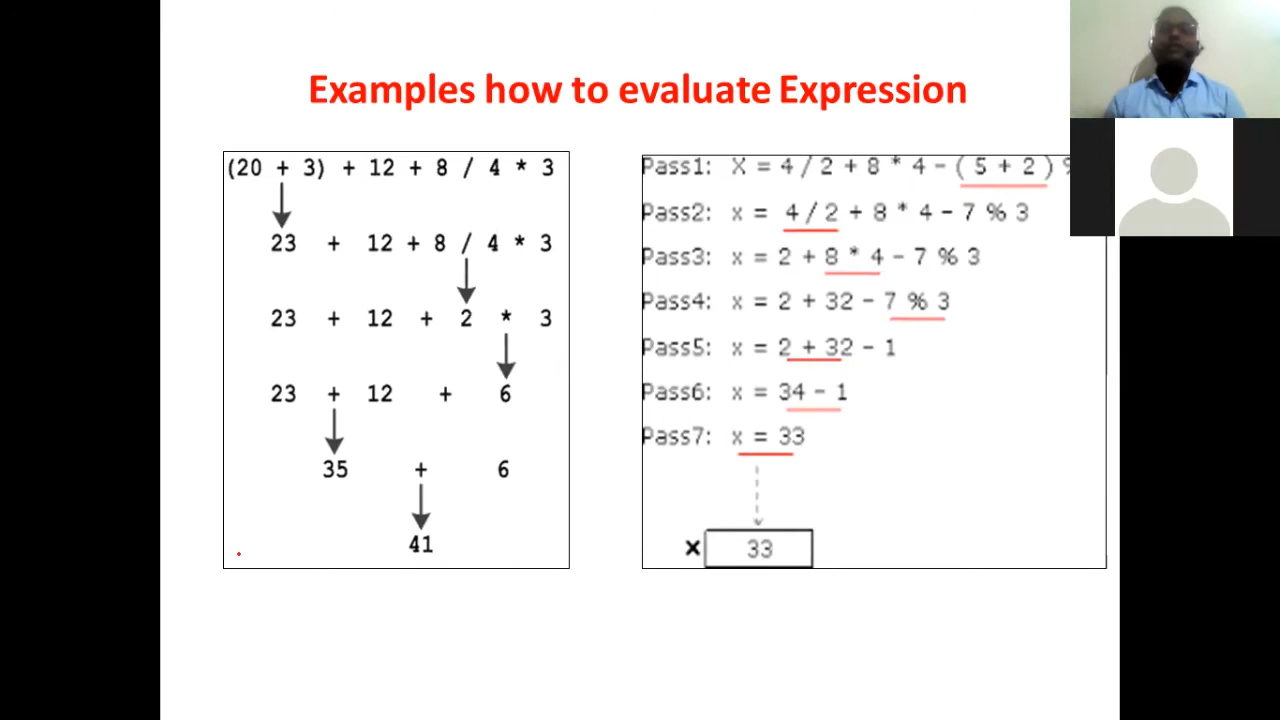 Examples how to evaluate Expression
(20 + 3) + 12 + 8 / 4 * 3
23 + 12 + 8 / 4 * 3
23 + 12 + 2 * 3
23 + 12 + 6
35 + 6
41
Pass1: X = 4 / 2 + 8 * 4 - ( 5 + 2 )
Pass2: x = 4 / 2 + 8 * 4 - 7 % 3
Pass3: x = 2 + 8 * 4 - 7 % 3
Pass4: x = 2 + 32 - 7 % 3
Pass5: x = 2 + 32 - 1
Pass6: x = 34 - 1
Pass7: x = 33
X 33